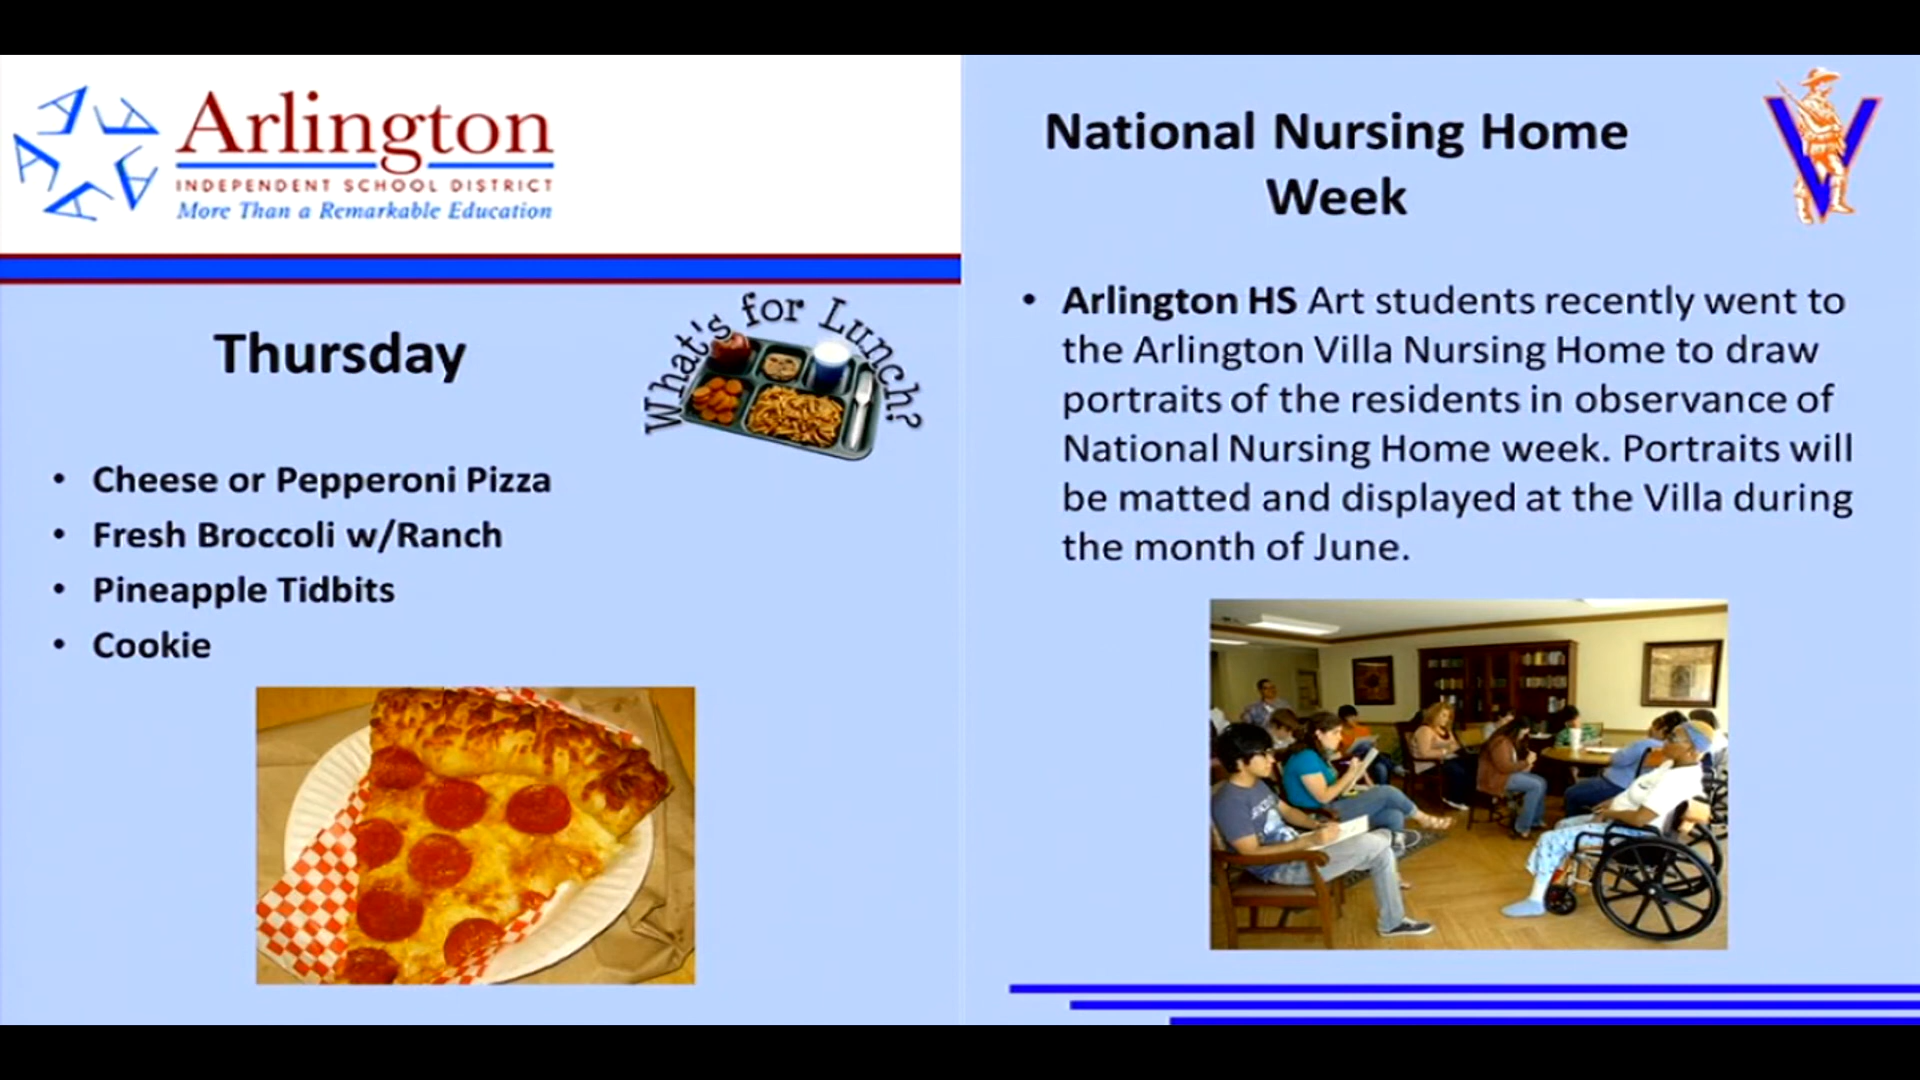 Arlington
INDEPENDENT SCHOOL DISTRICT
More Than a Remarkable Education
Thursday
What's for Lunch?
• Cheese or Pepperoni Pizza
• Fresh Broccoli w/Ranch
• Pineapple Tidbits
• Cookie
National Nursing Home
Week
V
• Arlington HS Art students recently went to
the Arlington Villa Nursing Home to draw
portraits of the residents in observance of
National Nursing Home week. Portraits will
be matted and displayed at the Villa during
the month of June.